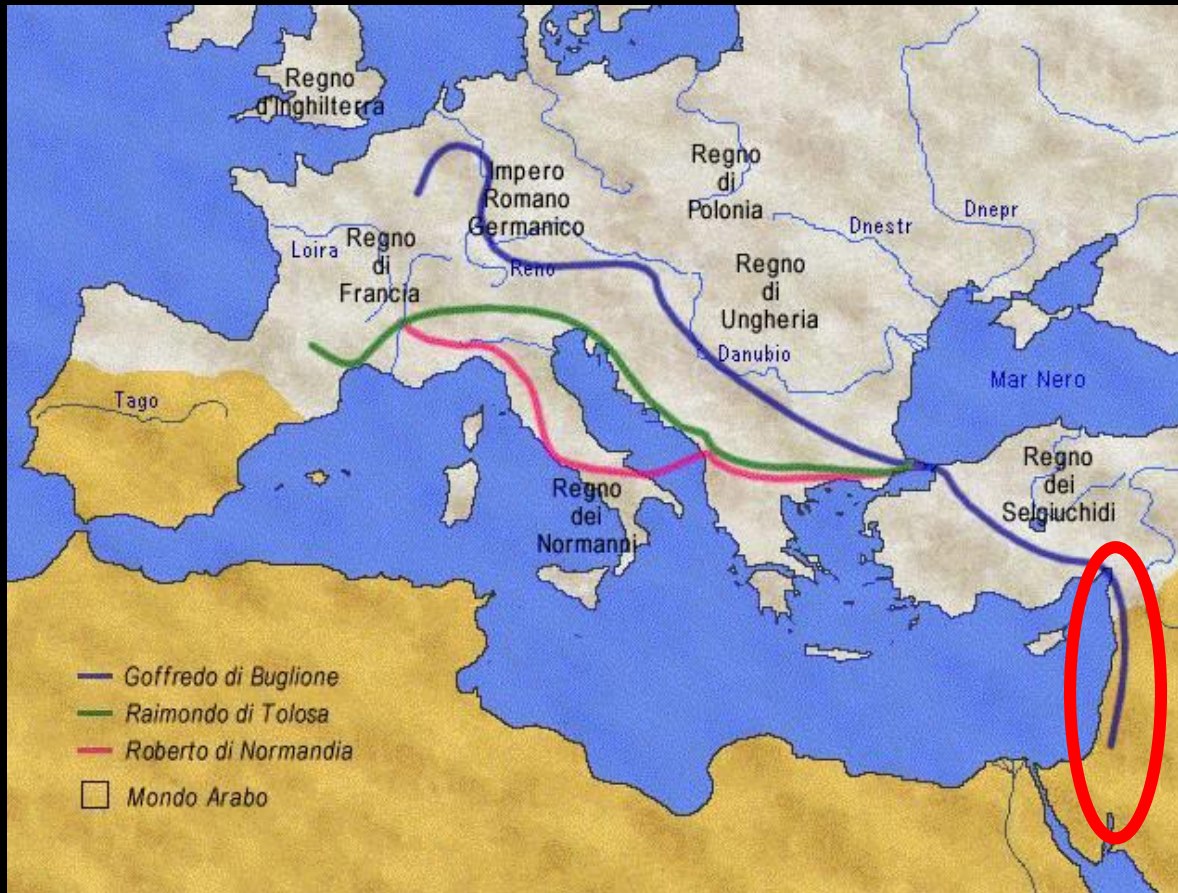 Regno
d'Inghilterra
Impero
Romano
Germanico
Regno
di
Polonia
Dnepr
Dnestr
Loira
Regno
di
Francia
Reno
Regno
di
Ungheria
Danubio
Mar Nero
Tago
Regno
dei
Selgiuchidi
Regno
dei
Normanni
Goffredo di Buglione
Raimondo di Tolosa
Roberto di Normandia
Mondo Arabo